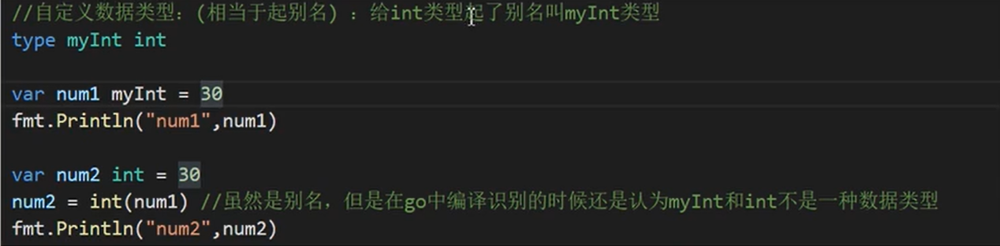 //自定义数据类型：(相当于起别名) ：给int类型起了别名叫myInt类型
type myInt int
var num1 myInt = 30
fmt.Println("num1",num1)
var num2 int = 30
num2 = int(num1) //虽然是别名，但是在go中编译识别的时候还是认为myInt和int不是一种数据类型
fmt.Println("num2",num2)